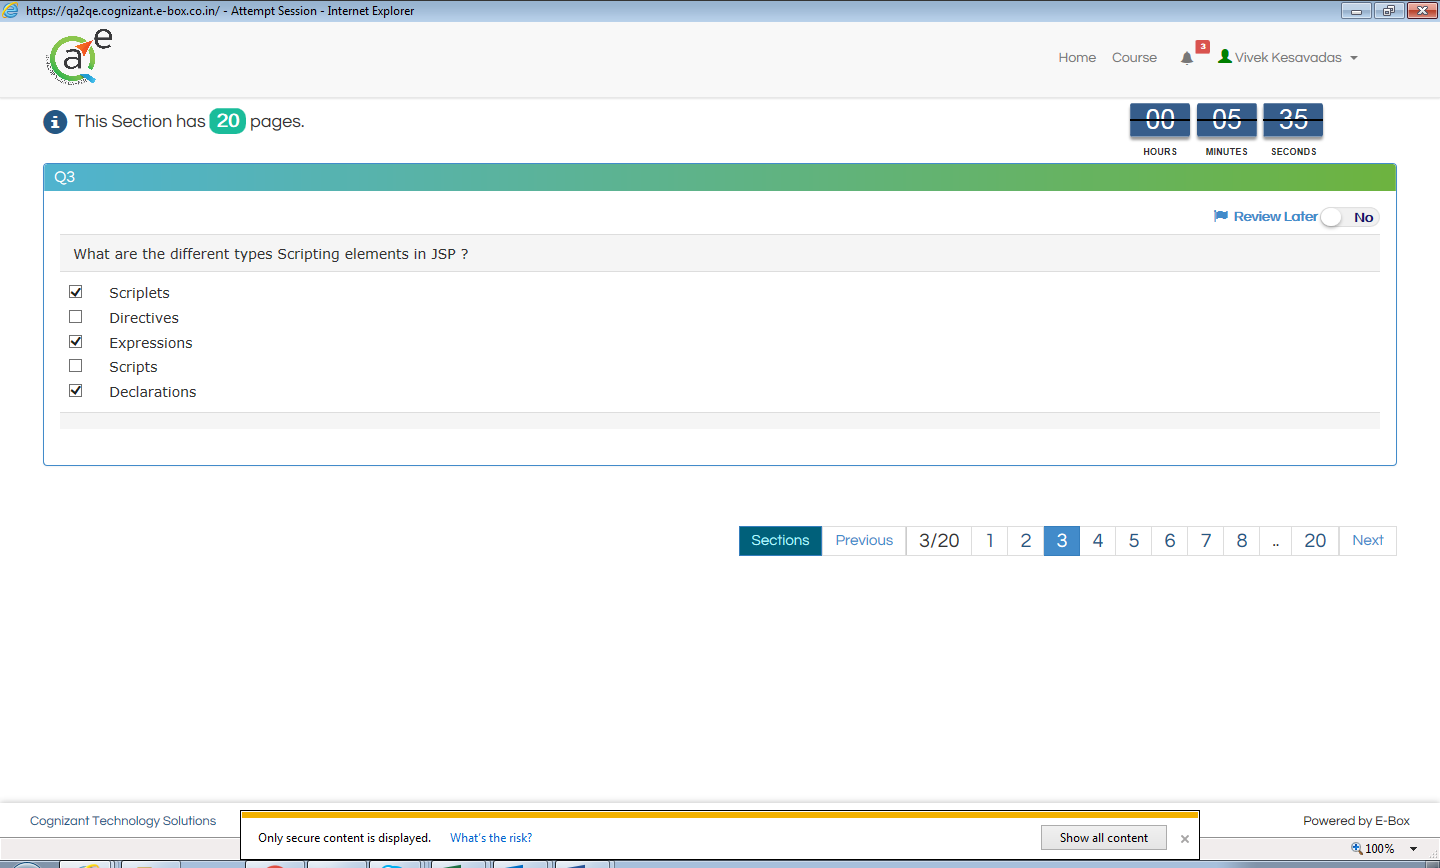 https://qa2qe.cognizant.e-box.co.in/ - Attempt Session - Internet Explorer
a e
Home Course 3 Vivek Kesavadas
i This Section has 20 pages.
00 05 35
HOURS MINUTES SECONDS
Q3
Review Later No
What are the different types Scripting elements in JSP ?
Scriplets
Directives
Expressions
Scripts
Declarations
Sections Previous 3/20 1 2 3 4 5 6 7 8 .. 20 Next
Cognizant Technology Solutions
Powered by E-Box
Only secure content is displayed. What's the risk? Show all content ×
100%